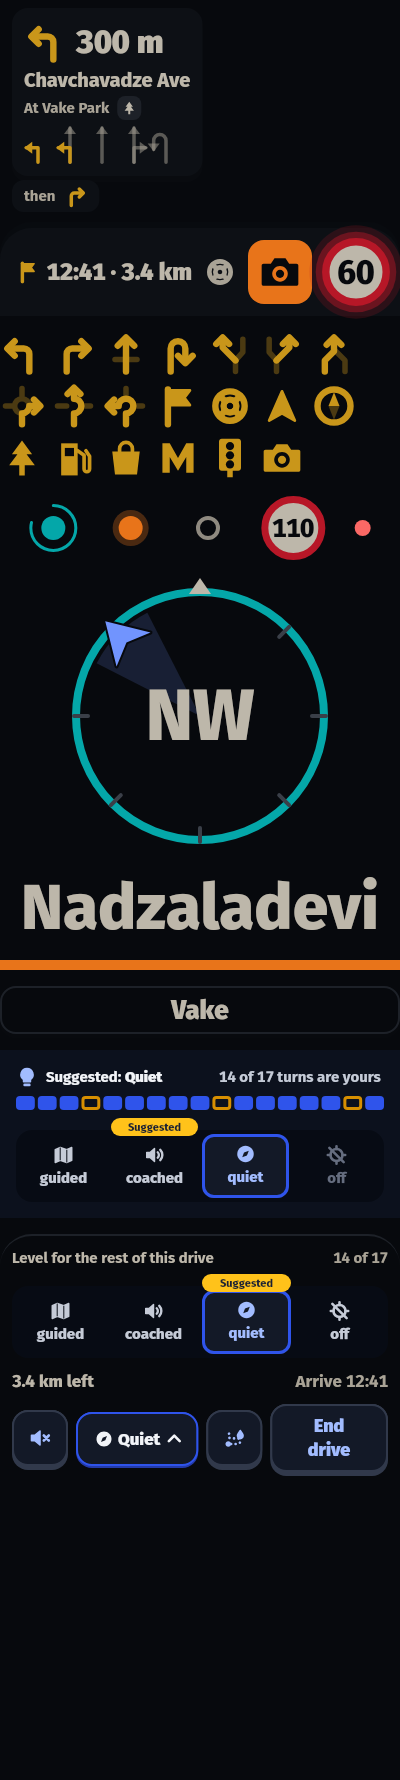 300 m
Chavchavadze Ave
At Vake Park
then
12:41 · 3.4 km
60
110
NW
Nadzaladevi
Vake
Suggested: Quiet
14 of 17 turns are yours
Suggested
guided
coached
quiet
off
Level for the rest of this drive
14 of 17
Suggested
guided
coached
quiet
off
3.4 km left
Arrive 12:41
Quiet
End
drive